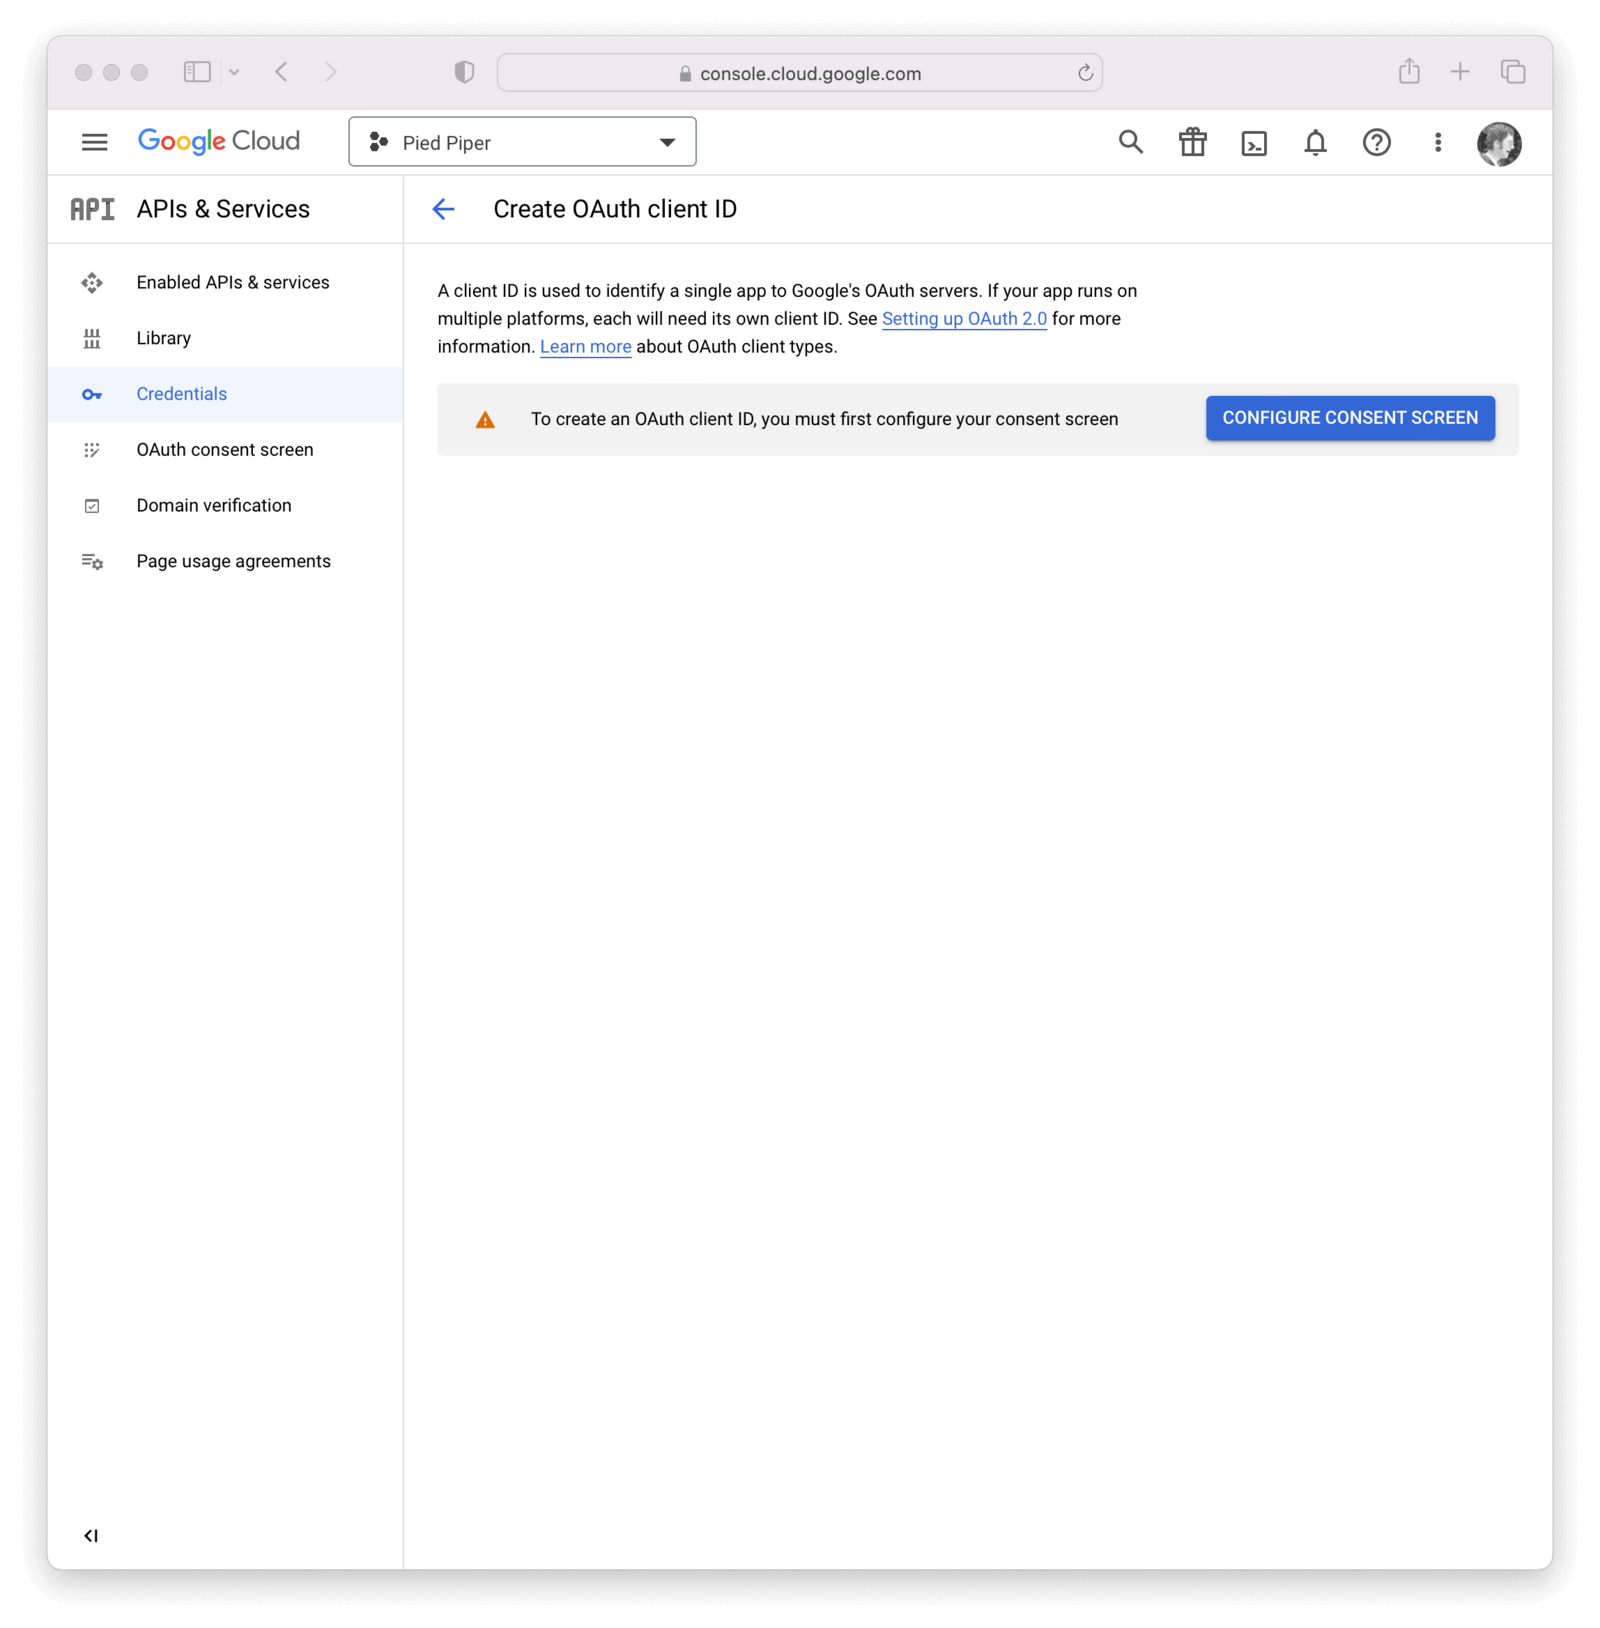 console.cloud.google.com
Google Cloud
Pied Piper
API
APIs & Services
Create OAuth client ID
Enabled APIs & services
Library
Credentials
OAuth consent screen
Domain verification
Page usage agreements
A client ID is used to identify a single app to Google's OAuth servers. If your app runs on
multiple platforms, each will need its own client ID. See Setting up OAuth 2.0 for more
information. Learn more about OAuth client types.
To create an OAuth client ID, you must first configure your consent screen
CONFIGURE CONSENT SCREEN